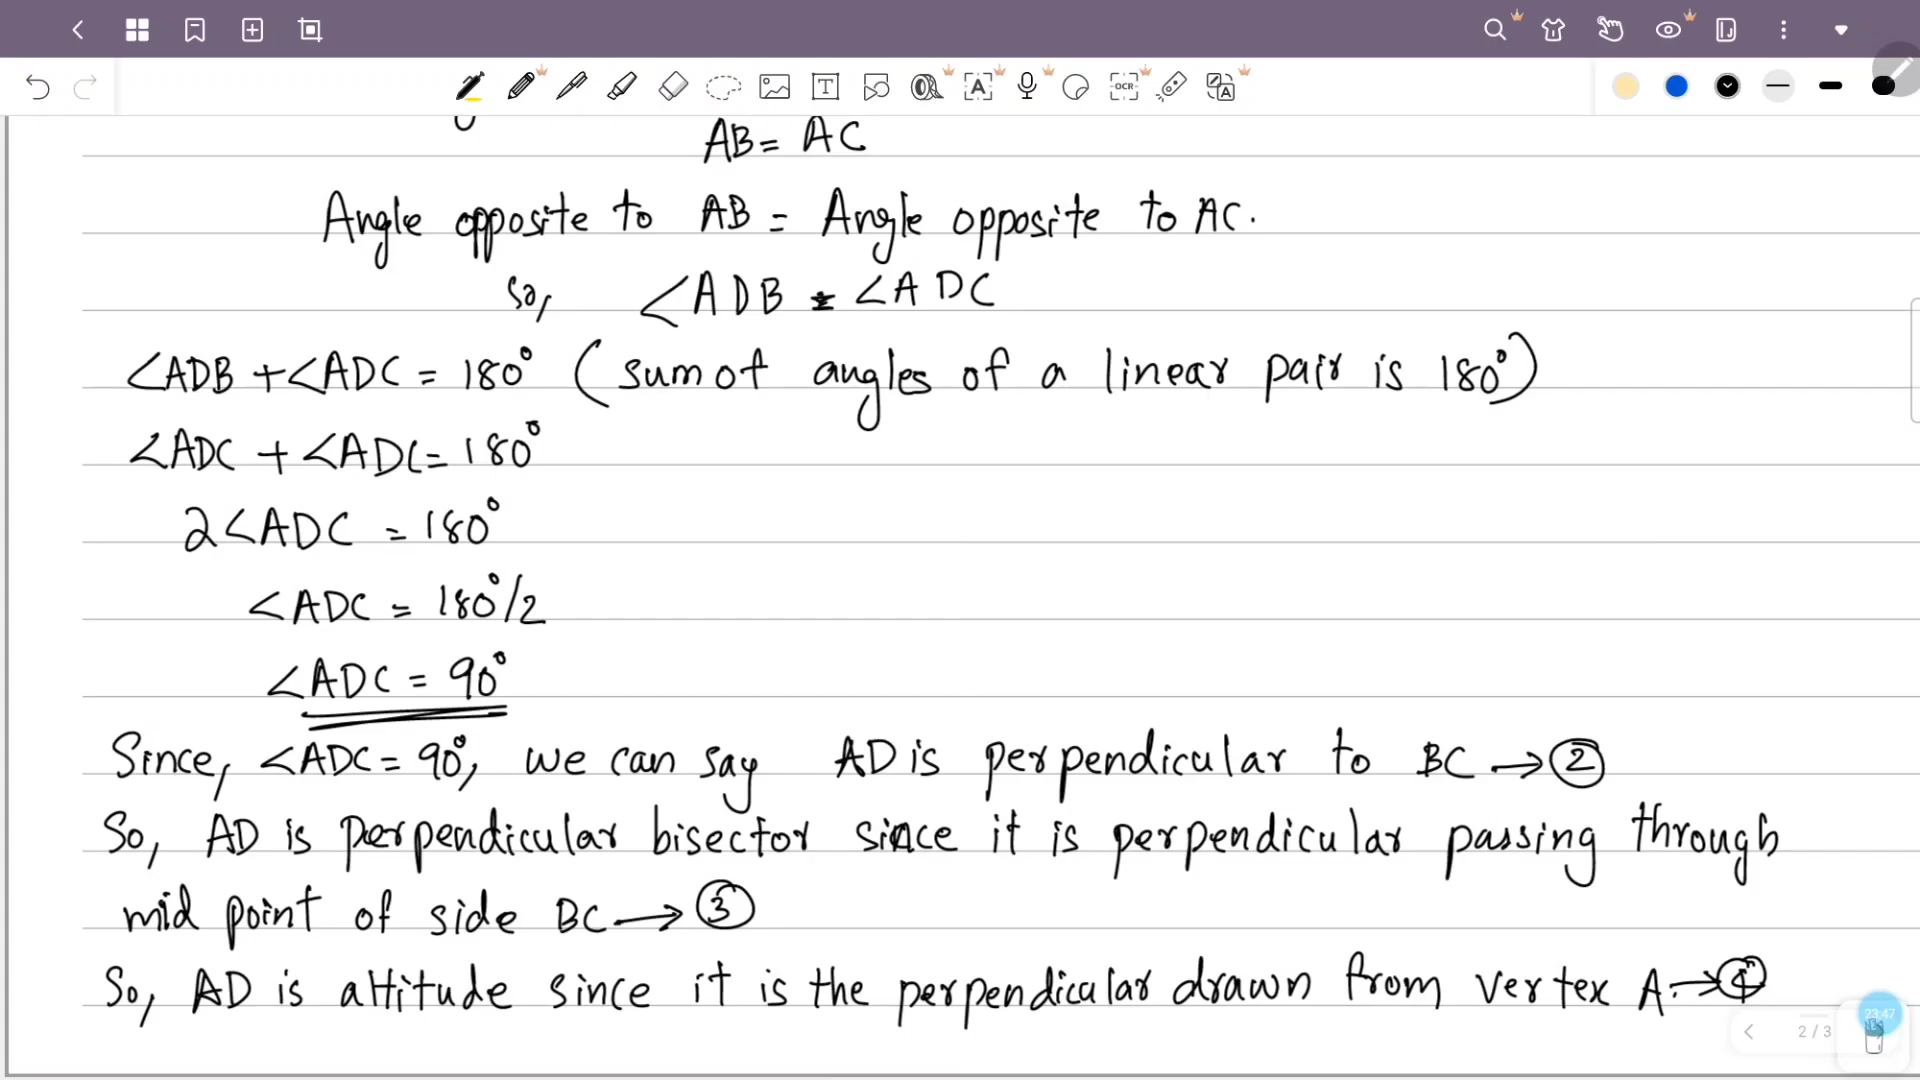 AB = AC
Angle opposite to AB = Angle opposite to AC.
So, ∠ADB = ∠ADC
∠ADB + ∠ADC = 180° (sum of angles of a linear pair is 180°)
∠ADC + ∠ADC = 180°
2∠ADC = 180°
∠ADC = 180°/2
∠ADC = 90°
Since, ∠ADC = 90°, we can say AD is perpendicular to BC → ②
So, AD is perpendicular bisector since it is perpendicular passing through
mid point of side BC → ③
So, AD is altitude since it is the perpendicular drawn from vertex A. → ④
2 / 3
23:47